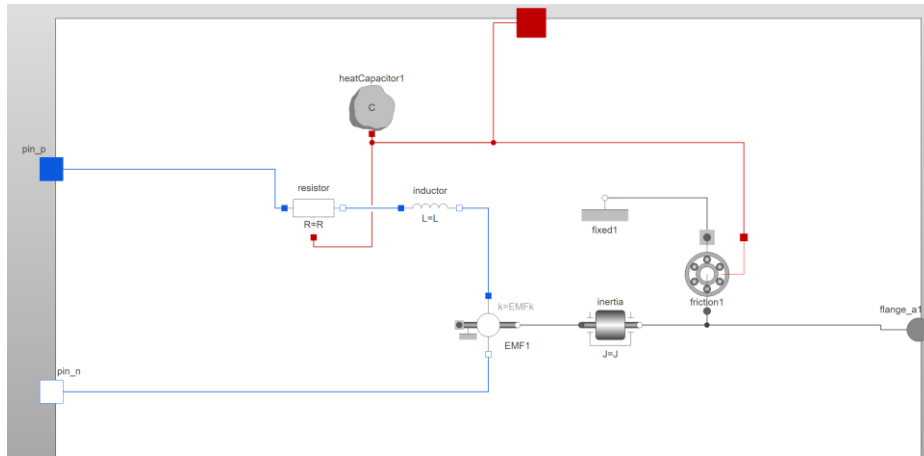 heatCapacitor1
C
pin_p
resistor
R=R
inductor
L=L
fixed1
friction1
k=EMFk
EMF1
inertia
J=J
flange_a1
pin_n